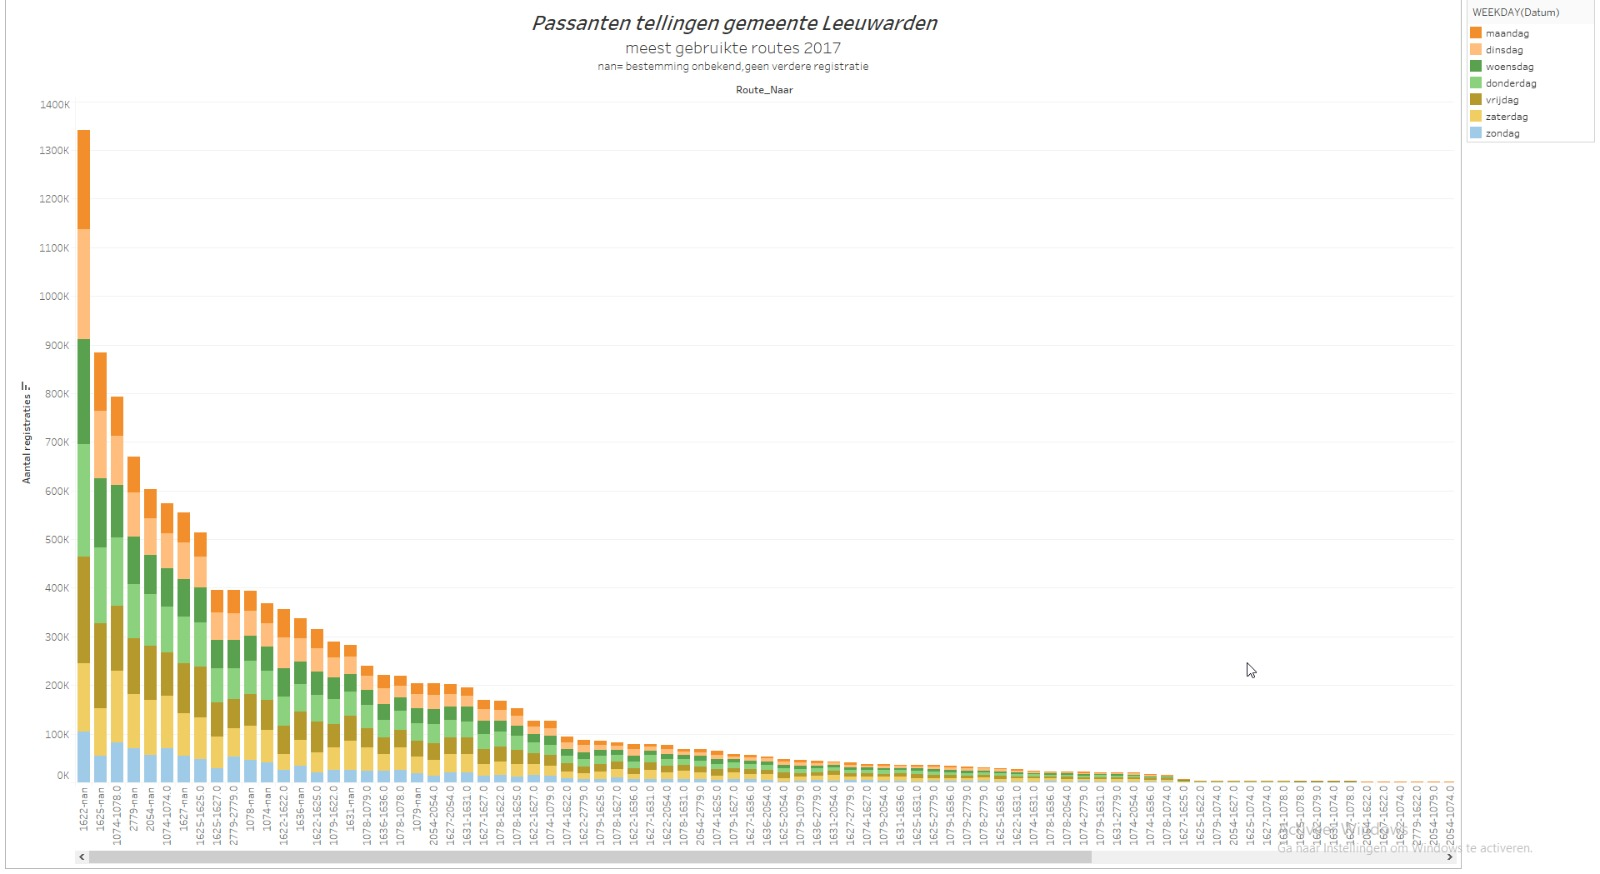 Passanten tellingen gemeente Leeuwarden
meest gebruikte routes 2017
nan= bestemming onbekend,geen verdere registratie
Route_Naar
WEEKDAY(Datum)
maandag
dinsdag
woensdag
donderdag
vrijdag
zaterdag
zondag
Aantal registraties
1400K
1300K
1200K
1100K
1000K
900K
800K
700K
600K
500K
400K
300K
200K
100K
0K
1622-nan
1625-nan
1074-1078.0
2779-nan
2054-nan
1074-1074.0
1627-nan
1625-1625.0
1625-1627.0
2779-2779.0
1078-nan
1074-nan
1622-1622.0
1636-nan
1622-1625.0
1079-1622.0
1631-nan
1078-1079.0
1636-1636.0
1078-1078.0
1079-nan
2054-2054.0
1627-2054.0
1631-1631.0
1627-1627.0
1078-1622.0
1078-1625.0
1622-1627.0
1079-1079.0
1074-1622.0
2779-nan
1079-1625.0
1078-1627.0
1622-1636.0
1627-1631.0
1622-2054.0
1078-1631.0
2054-2779.0
1074-1625.0
1079-1627.0
1627-1636.0
1636-2054.0
1625-2054.0
1079-1079.0
1636-2779.0
1631-2054.0
1627-2779.0
1074-1627.0
1079-2054.0
1631-1636.0
1625-1631.0
1625-2779.0
1625-1636.0
1079-1636.0
1079-2779.0
1078-2779.0
1625-1636.0
1622-1631.0
1074-1631.0
1078-1636.0
1078-2054.0
1074-2779.0
1079-1631.0
1631-2779.0
1074-2054.0
1074-1636.0
1078-1074.0
1627-1625.0
1625-1622.0
1079-1074.0
2054-1627.0
1625-1074.0
1627-1074.0
1631-1078.0
1625-1078.0
1622-1079.0
1631-1074.0
1627-1078.0
2054-1622.0
1627-1622.0
1622-1074.0
2779-1622.0
2054-1079.0
2054-1074.0
Ga naar Instellingen om Windows te activeren.